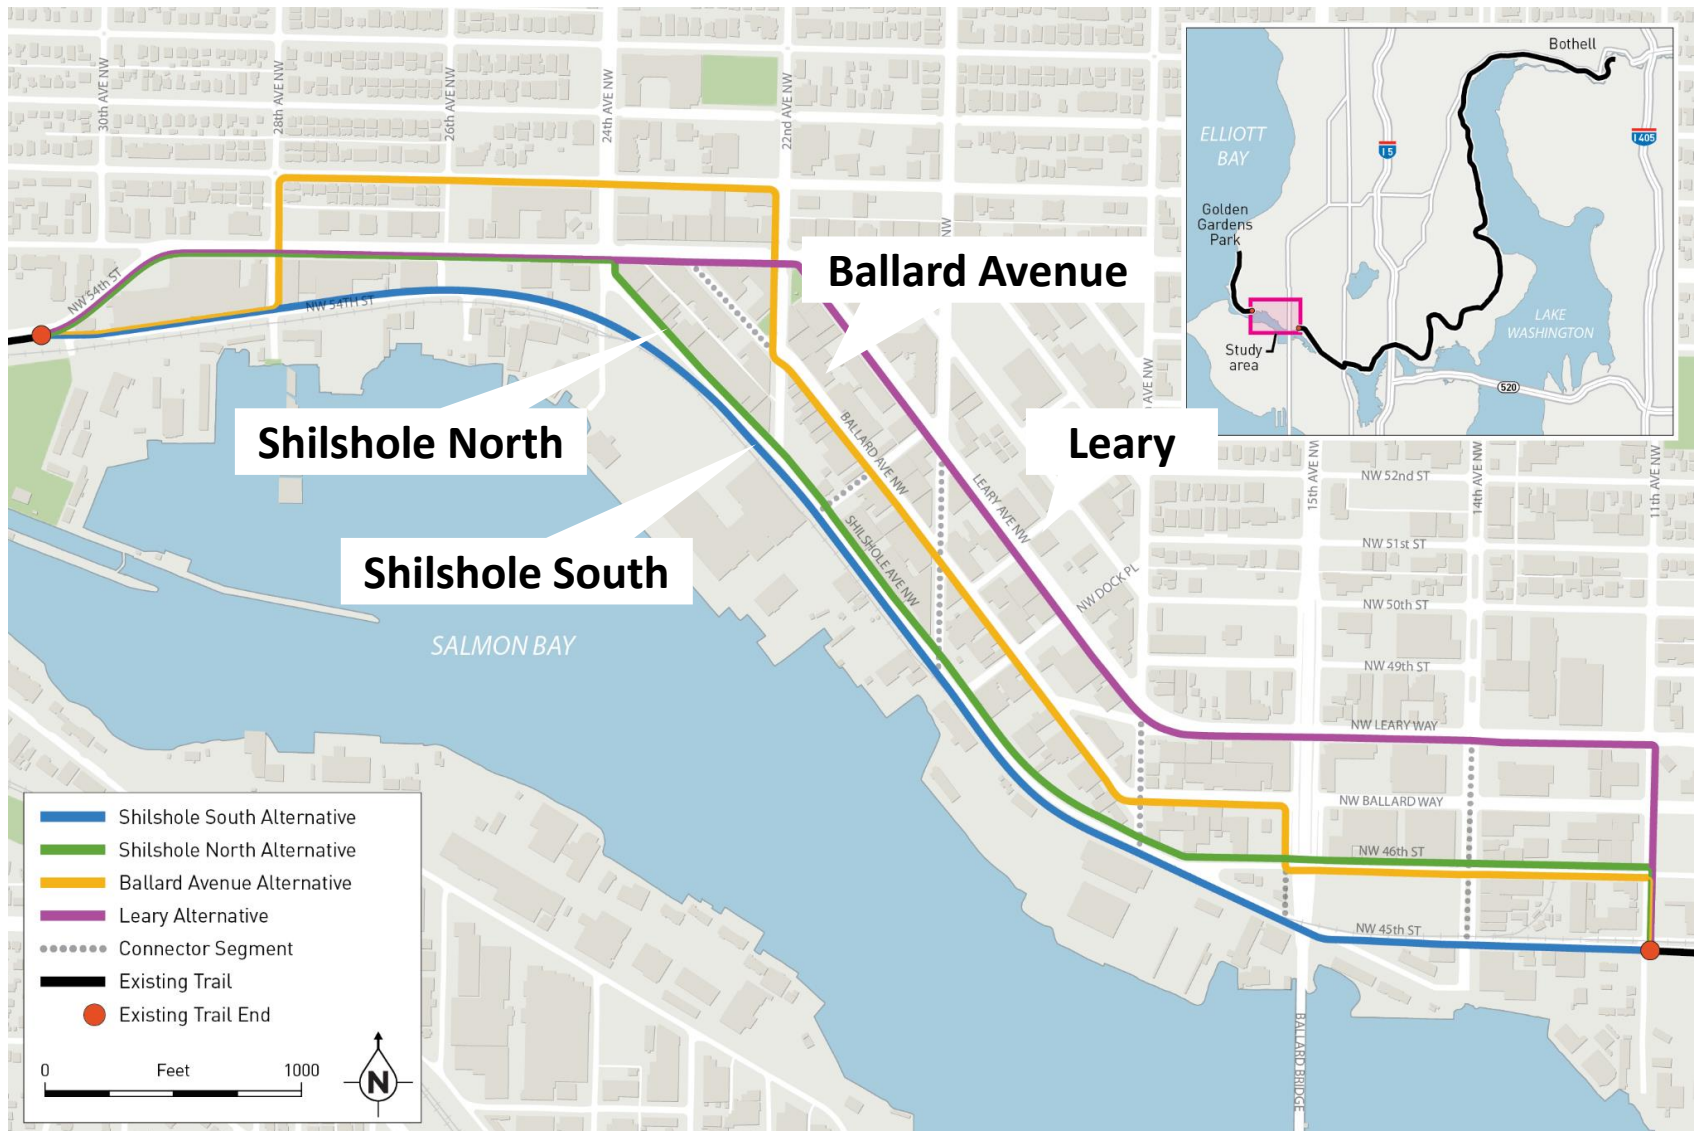 30th AVE NW
28th AVE NW
26th AVE NW
24th AVE NW
22nd AVE NW
NW
AVE NW
NW 54th ST
NW 54TH ST
Ballard Avenue
Shilshole North
Leary
Shilshole South
BALLARD AVE NW
LEARY AVE NW
SHILSHOLE AVE NW
NW DOCK PL
SALMON BAY
15th AVE NW
14th AVE NW
11th AVE NW
NW 52nd ST
NW 51st ST
NW 50th ST
NW 49th ST
NW LEARY WAY
NW BALLARD WAY
NW 46th ST
NW 45th ST
BALLARD BRIDGE
Bothell
ELLIOTT
BAY
I 5
I 405
Golden
Gardens
Park
LAKE
WASHINGTON
Study
area
520
Shilshole South Alternative
Shilshole North Alternative
Ballard Avenue Alternative
Leary Alternative
Connector Segment
Existing Trail
Existing Trail End
0 Feet 1000
N